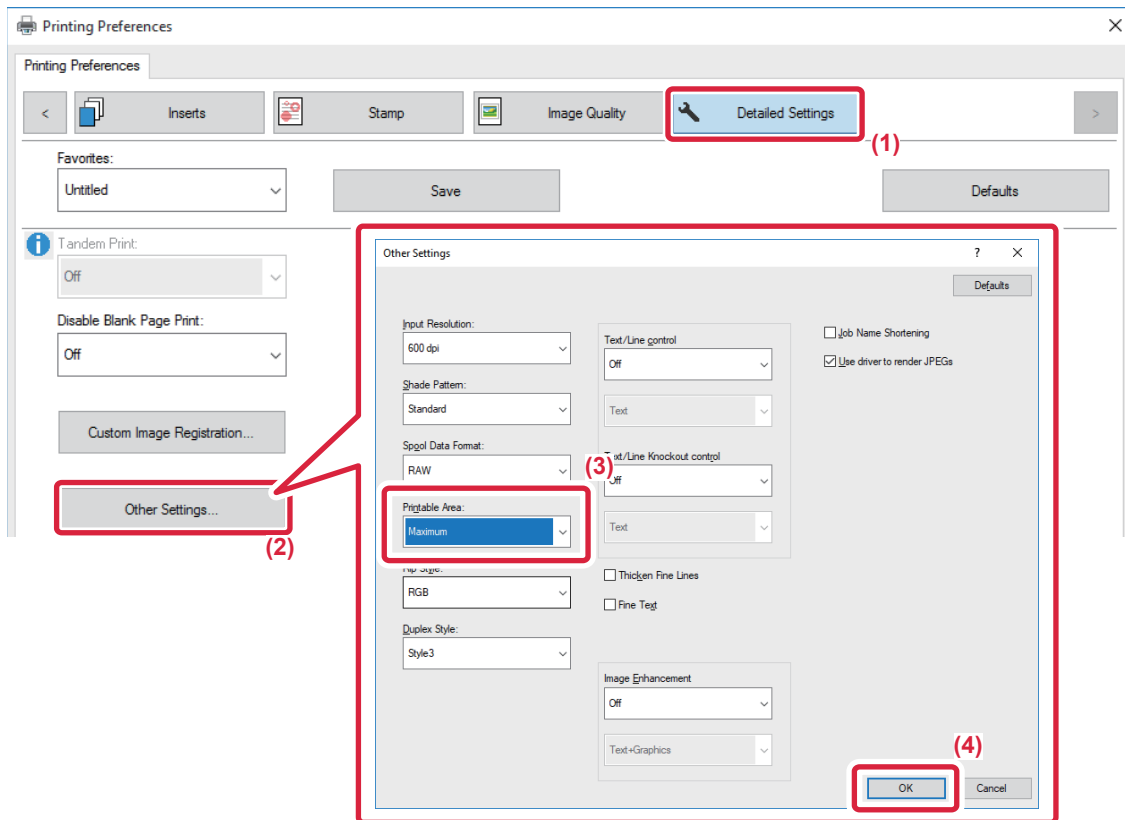 Printing Preferences
Printing Preferences
<
Inserts
Stamp
Image Quality
Detailed Settings
>
(1)
Favorites:
Untitled
Save
Defaults
Tandem Print:
Off
Disable Blank Page Print:
Off
Custom Image Registration...
Other Settings...
(2)
Other Settings
?
Defaults
Input Resolution:
600 dpi
Shade Pattern:
Standard
Spool Data Format:
RAW
(3)
Printable Area:
Maximum
Rip Style:
RGB
Duplex Style:
Style3
Text/Line control
Off
Text
Text/Line Knockout control
Off
Text
Thicken Fine Lines
Fine Text
Image Enhancement
Off
Text+Graphics
Job Name Shortening
Use driver to render JPEGs
(4)
OK
Cancel